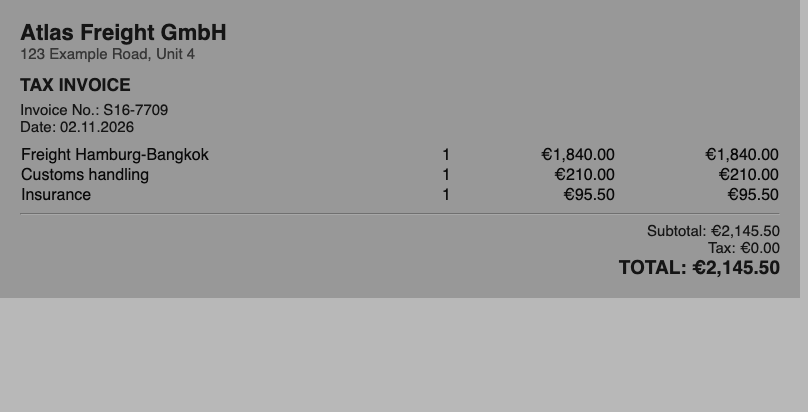 Atlas Freight GmbH
123 Example Road, Unit 4
TAX INVOICE
Invoice No.: S16-7709
Date: 02.11.2026
Freight Hamburg-Bangkok 1 €1,840.00 €1,840.00
Customs handling 1 €210.00 €210.00
Insurance 1 €95.50 €95.50
Subtotal: €2,145.50
Tax: €0.00
TOTAL: €2,145.50